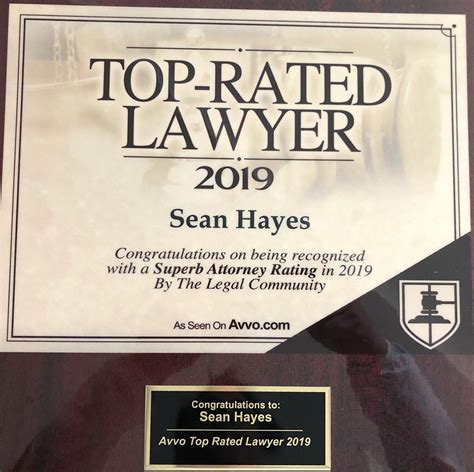 TOP-RATED
LAWYER
2019
Sean Hayes
Congratulations on being recognized
with a Superb Attorney Rating in 2019
By The Legal Community
As Seen On Avvo.com
Congratulations to:
Sean Hayes
Avvo Top Rated Lawyer 2019